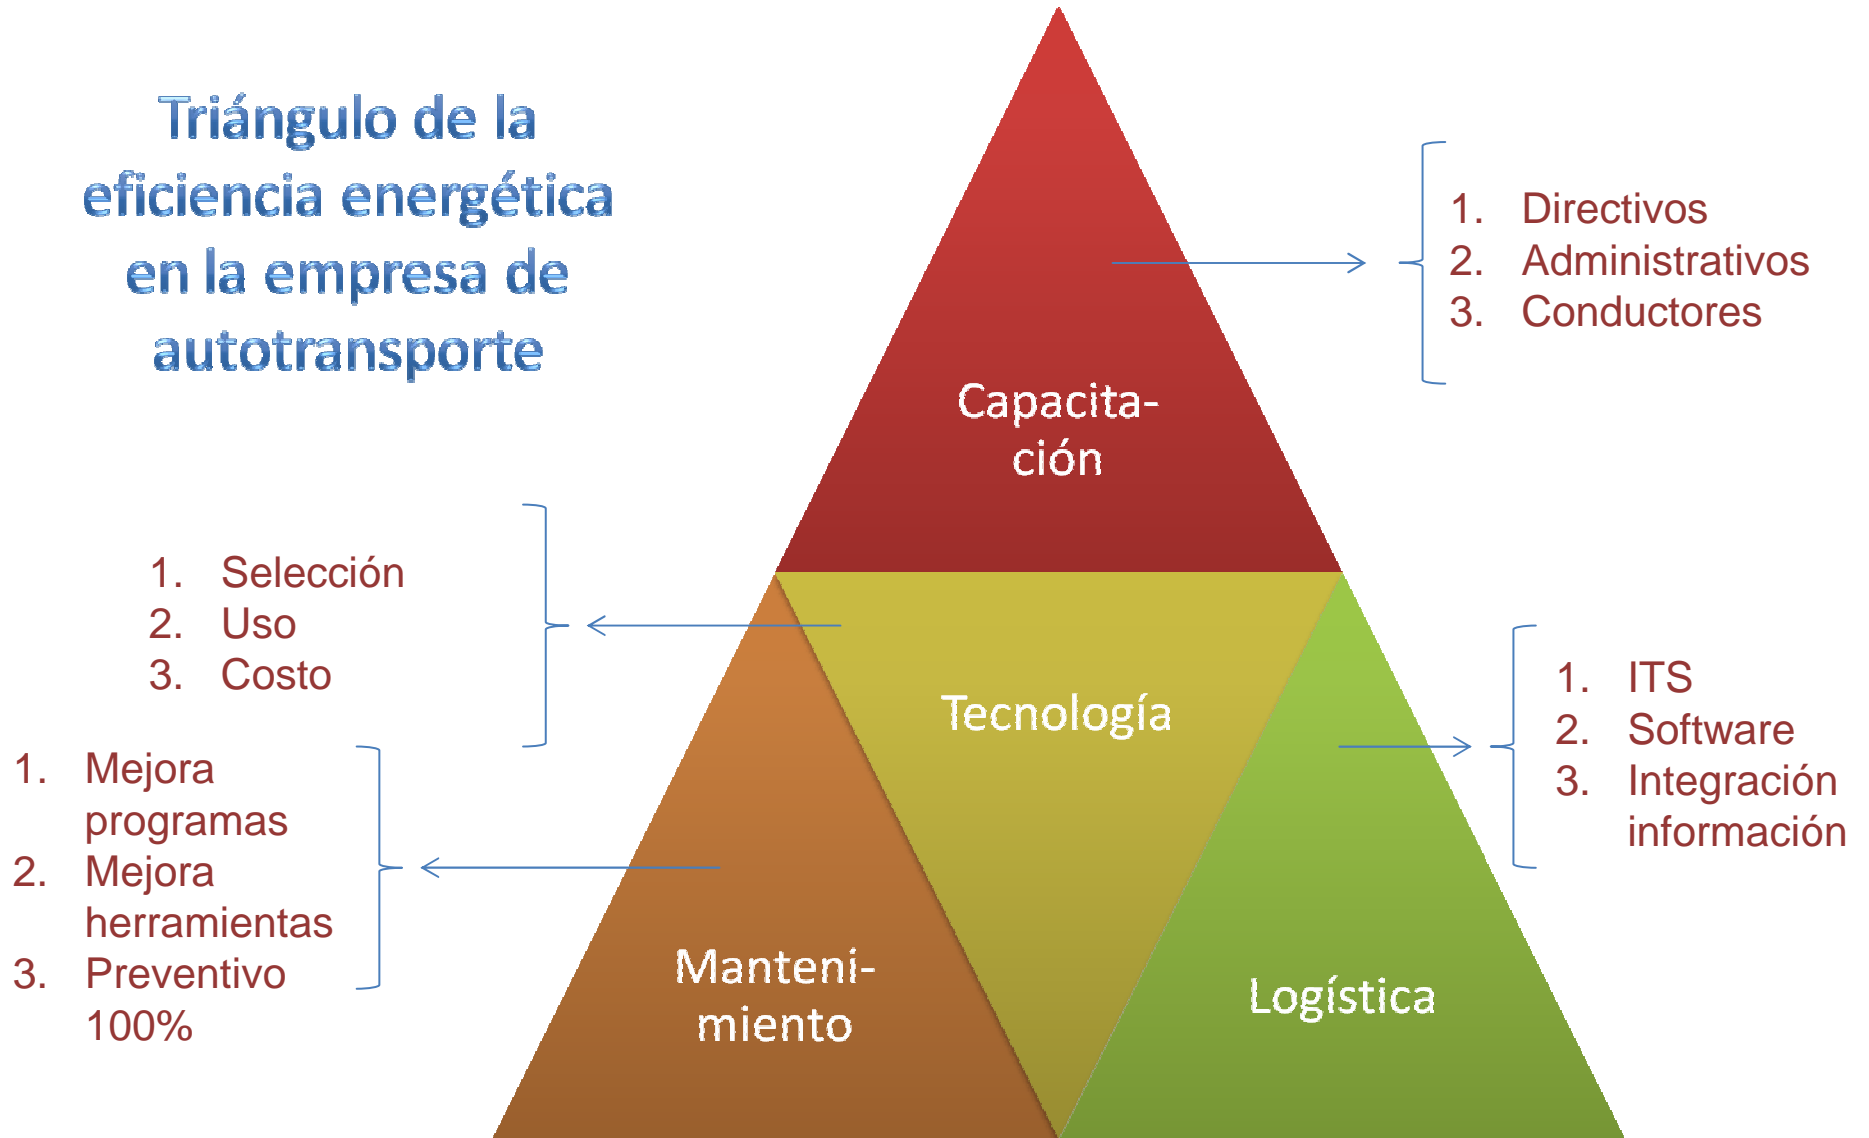 Triángulo de la
eficiencia energética
en la empresa de
autotransporte
1. Directivos
2. Administrativos
3. Conductores
Capacita-
ción
1. Selección
2. Uso
3. Costo
Tecnología
1. ITS
2. Software
3. Integración
información
1. Mejora
programas
2. Mejora
herramientas
3. Preventivo
100%
Manteni-
miento
Logística